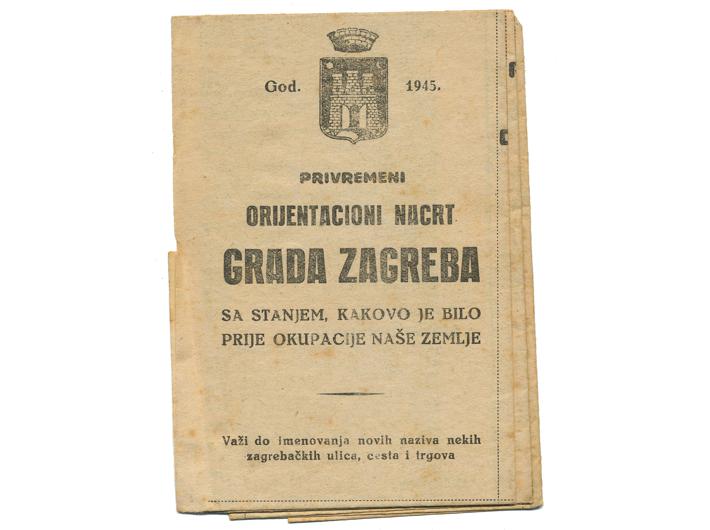 God. 1945.
PRIVREMENI
ORIJENTACIONI NACRT
GRADA ZAGREBA
SA STANJEM, KAKOVO JE BILO
PRIJE OKUPACIJE NAŠE ZEMLJE
Važi do imenovanja novih naziva nekih
zagrebačkih ulica, cesta i trgova